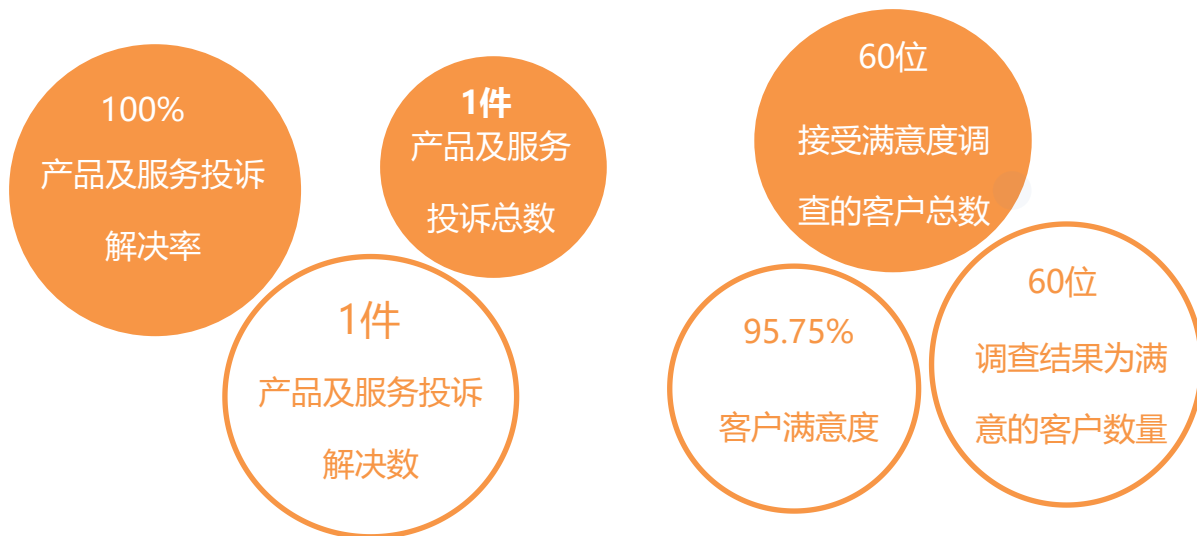 100%
产品及服务投诉
解决率
1件
产品及服务
投诉总数
1件
产品及服务投诉
解决数
60位
接受满意度调
查的客户总数
95.75%
客户满意度
60位
调查结果为满
意的客户数量